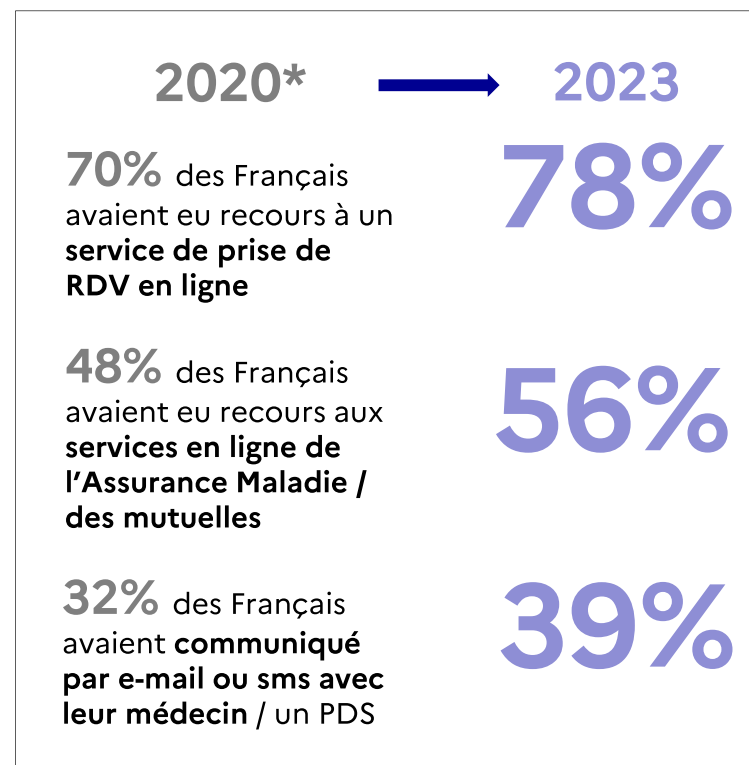 2020* 2023
70% des Français
avaient eu recours à un
service de prise de
RDV en ligne
78%
48% des Français
avaient eu recours aux
services en ligne de
l’Assurance Maladie /
des mutuelles
56%
32% des Français
avaient communiqué
par e-mail ou sms avec
leur médecin / un PDS
39%